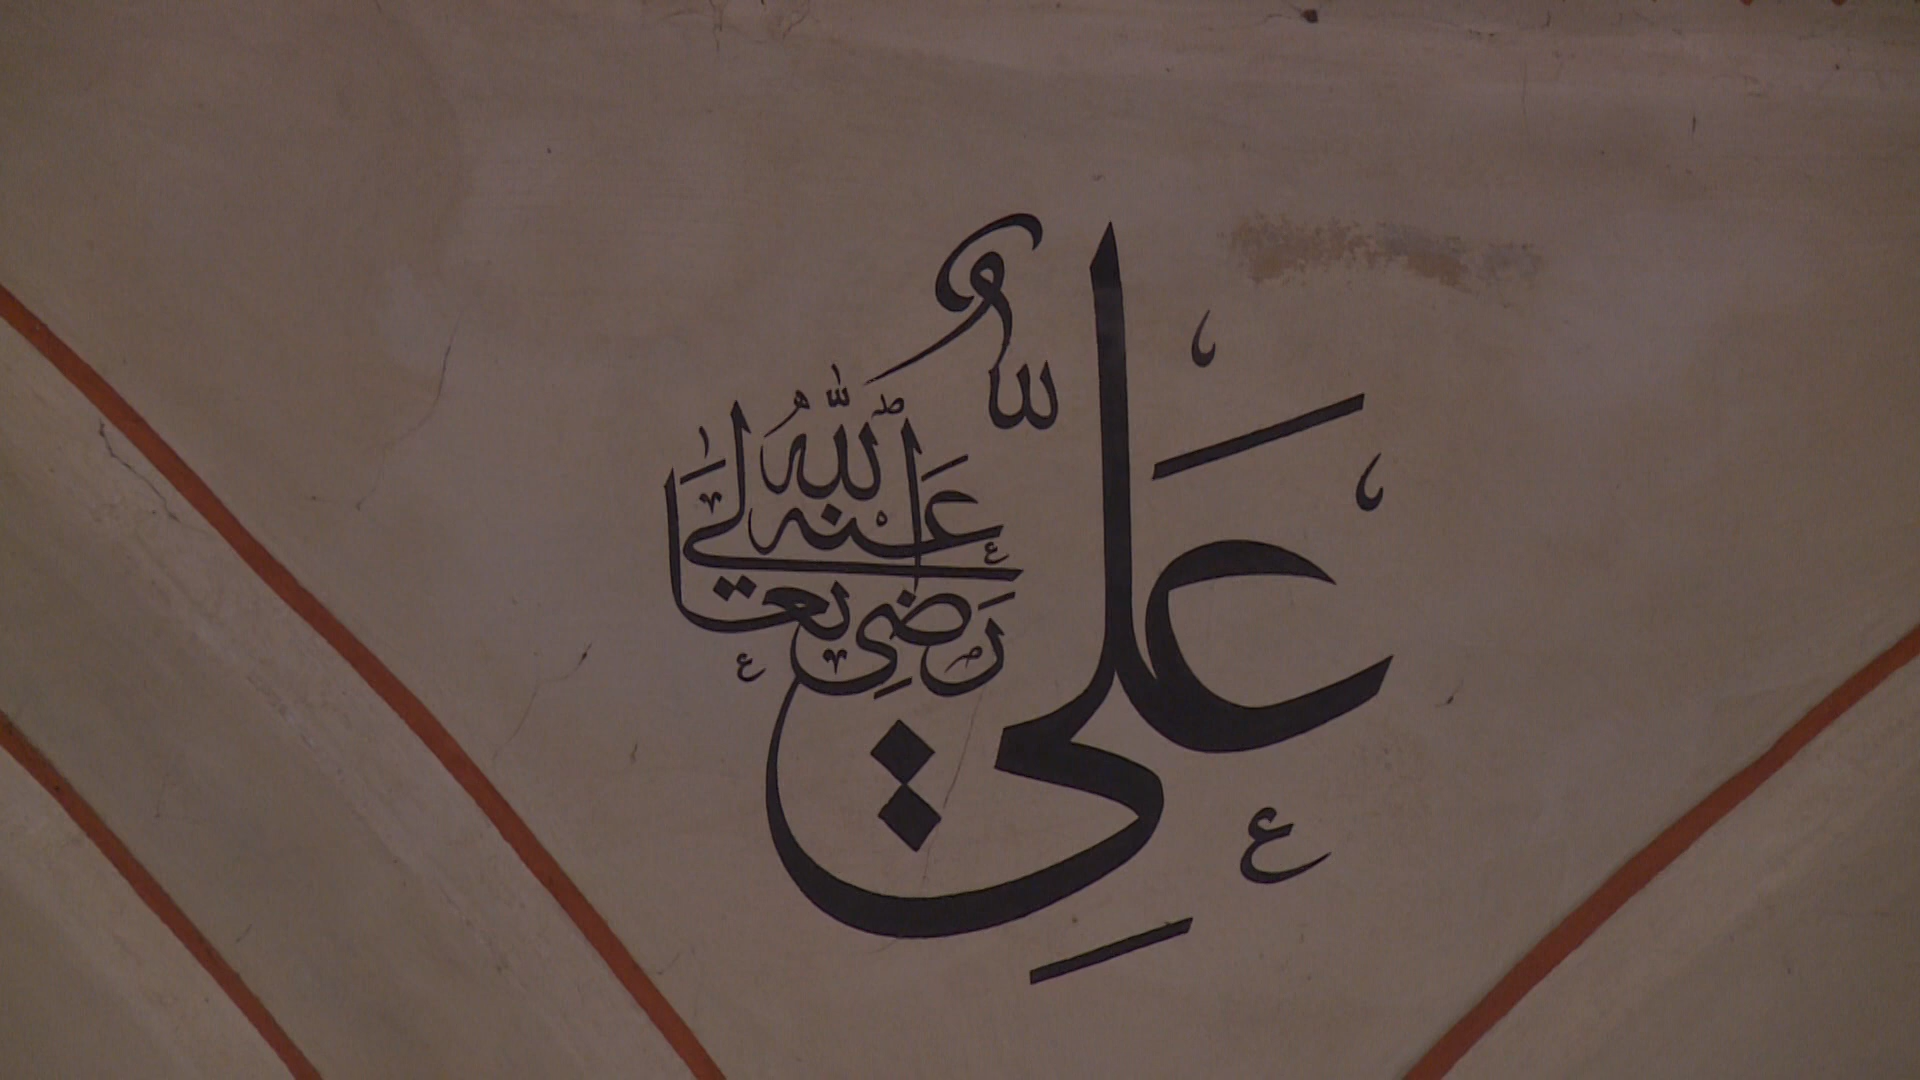 عَلِيٌّ
رَضِيَ اللّٰهُ تَعَالٰى عَنْهُ